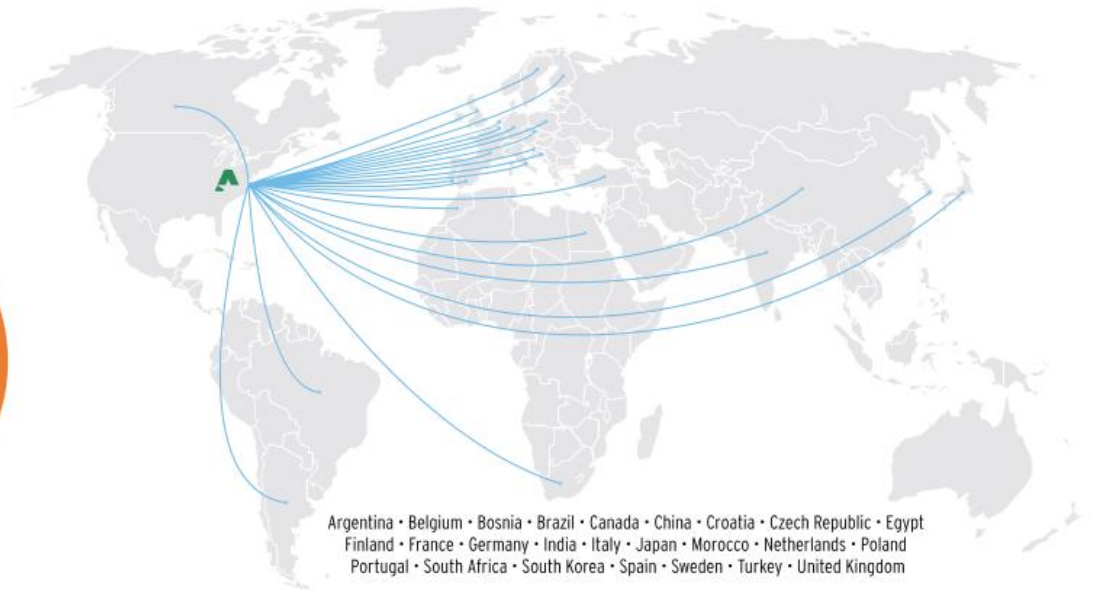 Argentina • Belgium • Bosnia • Brazil • Canada • China • Croatia • Czech Republic • Egypt
Finland • France • Germany • India • Italy • Japan • Morocco • Netherlands • Poland
Portugal • South Africa • South Korea • Spain • Sweden • Turkey • United Kingdom